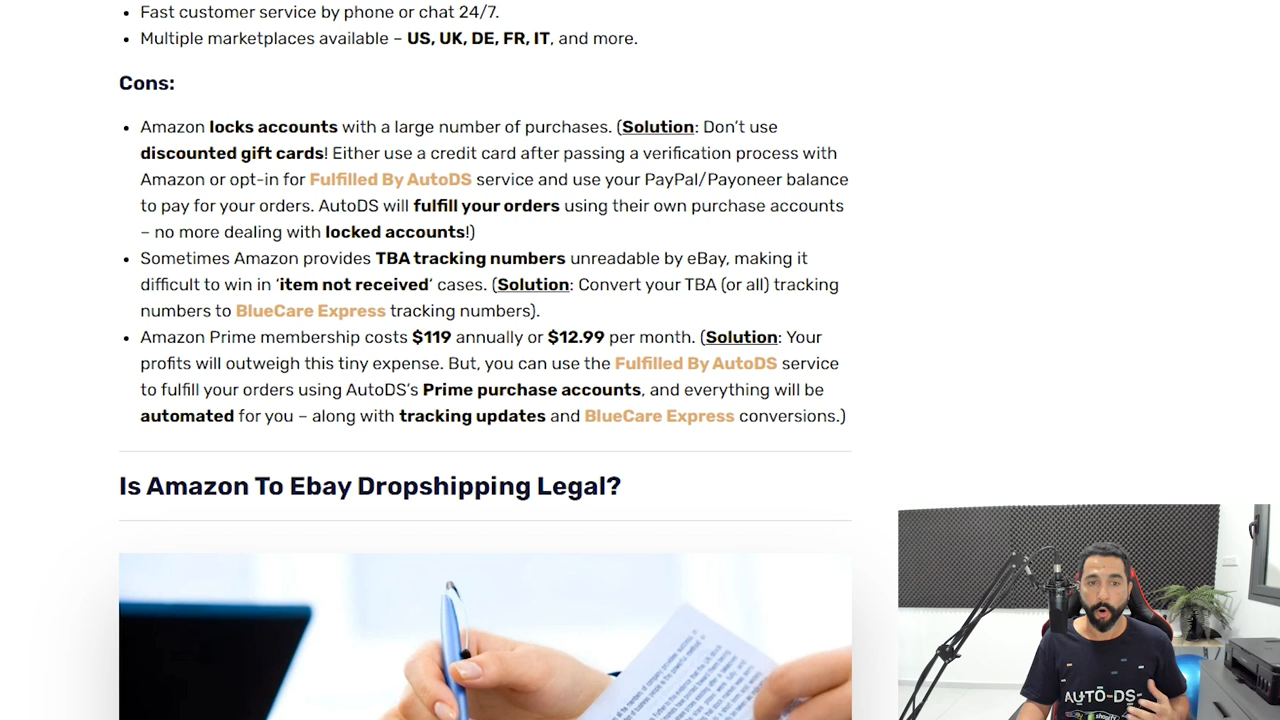 Fast customer service by phone or chat 24/7.
Multiple marketplaces available – US, UK, DE, FR, IT, and more.
Cons:
Amazon locks accounts with a large number of purchases. (Solution: Don’t use
discounted gift cards! Either use a credit card after passing a verification process with
Amazon or opt-in for Fulfilled By AutoDS service and use your PayPal/Payoneer balance
to pay for your orders. AutoDS will fulfill your orders using their own purchase accounts
– no more dealing with locked accounts!)
Sometimes Amazon provides TBA tracking numbers unreadable by eBay, making it
difficult to win in ‘item not received’ cases. (Solution: Convert your TBA (or all) tracking
numbers to BlueCare Express tracking numbers).
Amazon Prime membership costs $119 annually or $12.99 per month. (Solution: Your
profits will outweigh this tiny expense. But, you can use the Fulfilled By AutoDS service
to fulfill your orders using AutoDS’s Prime purchase accounts, and everything will be
automated for you – along with tracking updates and BlueCare Express conversions.)
Is Amazon To Ebay Dropshipping Legal?
AUTO-DS
shopify